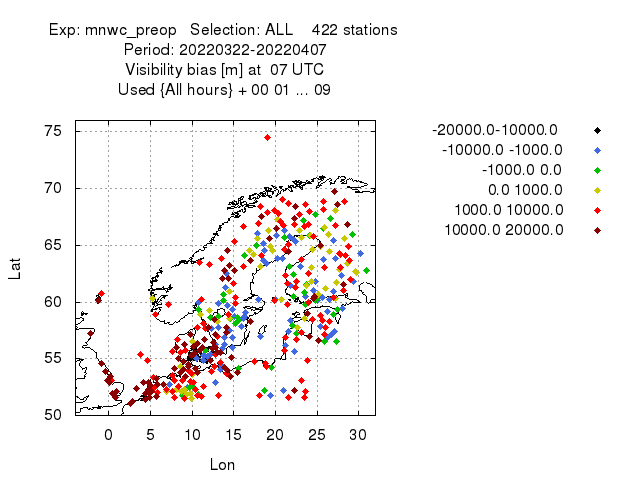 Exp: mnwc_preop   Selection: ALL    422 stations
Period: 20220322-20220407
Visibility bias [m] at  07 UTC
Used {All hours} + 00 01 ... 09
75
70
65
60
55
50
Lat
0 5 10 15 20 25 30
Lon
-20000.0-10000.0
-10000.0 -1000.0
-1000.0 0.0
0.0 1000.0
1000.0 10000.0
10000.0 20000.0